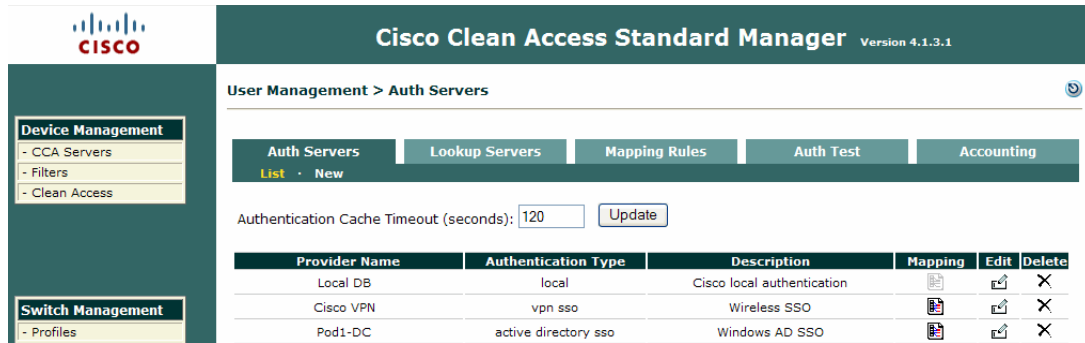 CISCO
Cisco Clean Access Standard Manager Version 4.1.3.1
User Management > Auth Servers
Device Management
- CCA Servers
- Filters
- Clean Access
Switch Management
- Profiles
Auth Servers Lookup Servers Mapping Rules Auth Test Accounting
List · New
Authentication Cache Timeout (seconds): 120 Update
Provider Name Authentication Type Description Mapping Edit Delete
Local DB local Cisco local authentication
Cisco VPN vpn sso Wireless SSO
Pod1-DC active directory sso Windows AD SSO